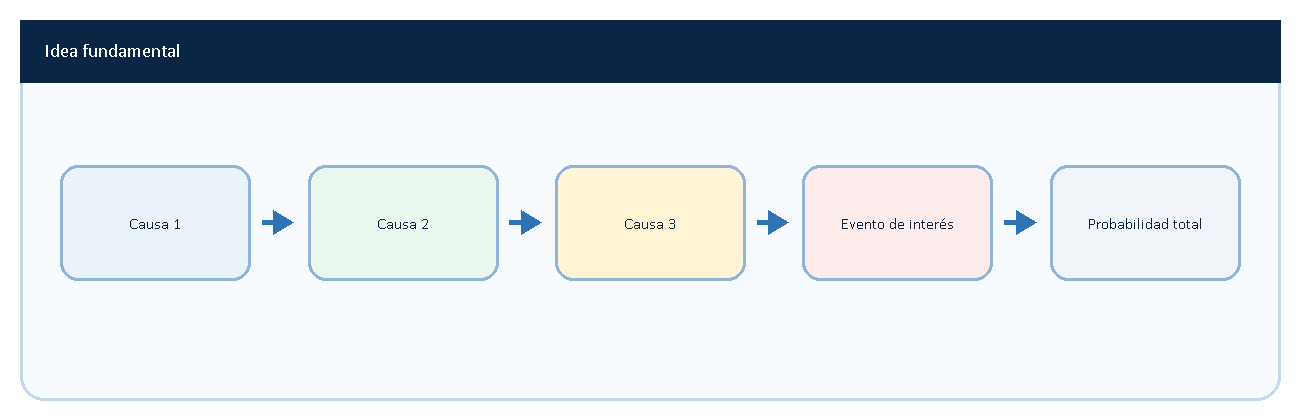 Idea fundamental
Causa 1
Causa 2
Causa 3
Evento de interés
Probabilidad total